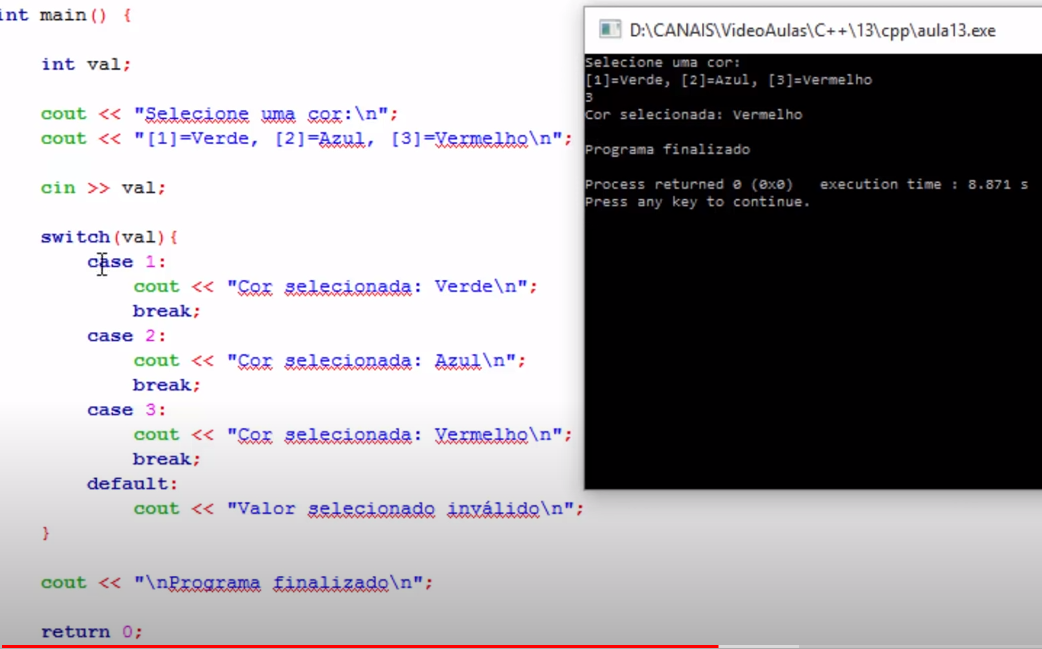 int main() {
int val;
cout << "Selecione uma cor:\n";
cout << "[1]=Verde, [2]=Azul, [3]=Vermelho\n";
cin >> val;
switch(val){
case 1:
cout << "Cor selecionada: Verde\n";
break;
case 2:
cout << "Cor selecionada: Azul\n";
break;
case 3:
cout << "Cor selecionada: Vermelho\n";
break;
default:
cout << "Valor selecionado inválido\n";
}
cout << "\nPrograma finalizado\n";
return 0;
D:\CANAIS\VideoAulas\C++\13\cpp\aula13.exe
Selecione uma cor:
[1]=Verde, [2]=Azul, [3]=Vermelho
3
Cor selecionada: Vermelho
Programa finalizado
Process returned 0 (0x0)   execution time : 8.871 s
Press any key to continue.